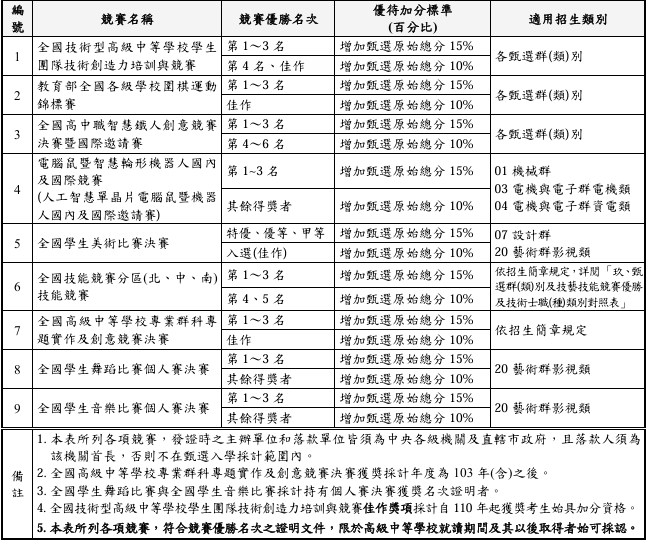 編號 競賽名稱 競賽優勝名次 優待加分標準(百分比) 適用招生類別
1 全國技術型高級中等學校學生團隊技術創造力培訓與競賽 第 1～3 名 增加甄選原始總分 15% 各甄選群(類)別
第 4 名、佳作 增加甄選原始總分 10%
2 教育部全國各級學校圍棋運動錦標賽 第 1～3 名 增加甄選原始總分 15% 各甄選群(類)別
佳作 增加甄選原始總分 10%
3 全國高中職智慧鐵人創意競賽決賽暨國際邀請賽 第 1～3 名 增加甄選原始總分 15% 各甄選群(類)別
第 4～6 名 增加甄選原始總分 10%
4 電腦鼠暨智慧輪形機器人國內及國際競賽
(人工智慧單晶片電腦鼠暨機器人國內及國際邀請賽) 第 1~3 名 增加甄選原始總分 15% 01 機械群
03 電機與電子群電機類
04 電機與電子群資電類
其餘得獎者 增加甄選原始總分 10%
5 全國學生美術比賽決賽 特優、優等、甲等 增加甄選原始總分 15% 07 設計群
20 藝術群影視類
入選(佳作) 增加甄選原始總分 10%
6 全國技能競賽分區(北、中、南)技能競賽 第 1～3 名 增加甄選原始總分 15% 依招生簡章規定，詳閱「玖、甄選群(類)別及技藝技能競賽優勝及技術士職(種)類別對照表」
第 4、5 名 增加甄選原始總分 10%
7 全國高級中等學校專業群科專題實作及創意競賽決賽 第 1～3 名 增加甄選原始總分 15% 依招生簡章規定
佳作 增加甄選原始總分 10%
8 全國學生舞蹈比賽個人賽決賽 第 1～3 名 增加甄選原始總分 15% 20 藝術群影視類
其餘得獎者 增加甄選原始總分 10%
9 全國學生音樂比賽個人賽決賽 第 1～3 名 增加甄選原始總分 15% 20 藝術群影視類
其餘得獎者 增加甄選原始總分 10%
備註
1. 本表所列各項競賽，發證時之主辦單位和落款單位皆須為中央各級機關及直轄市政府，且落款人須為
該機關首長，否則不在甄選入學採計範圍內。
2. 全國高級中等學校專業群科專題實作及創意競賽決賽獲獎採計年度為 103 年(含)之後。
3. 全國學生舞蹈比賽與全國學生音樂比賽採計持有個人賽決賽獲獎名次證明者。
4. 全國技術型高級中等學校學生團隊技術創造力培訓與競賽佳作獎項採計自 110 年起獲獎考生始具加分資格。
5. 本表所列各項競賽，符合競賽優勝名次之證明文件，限於高級中等學校就讀期間及其以後取得者始可採認。